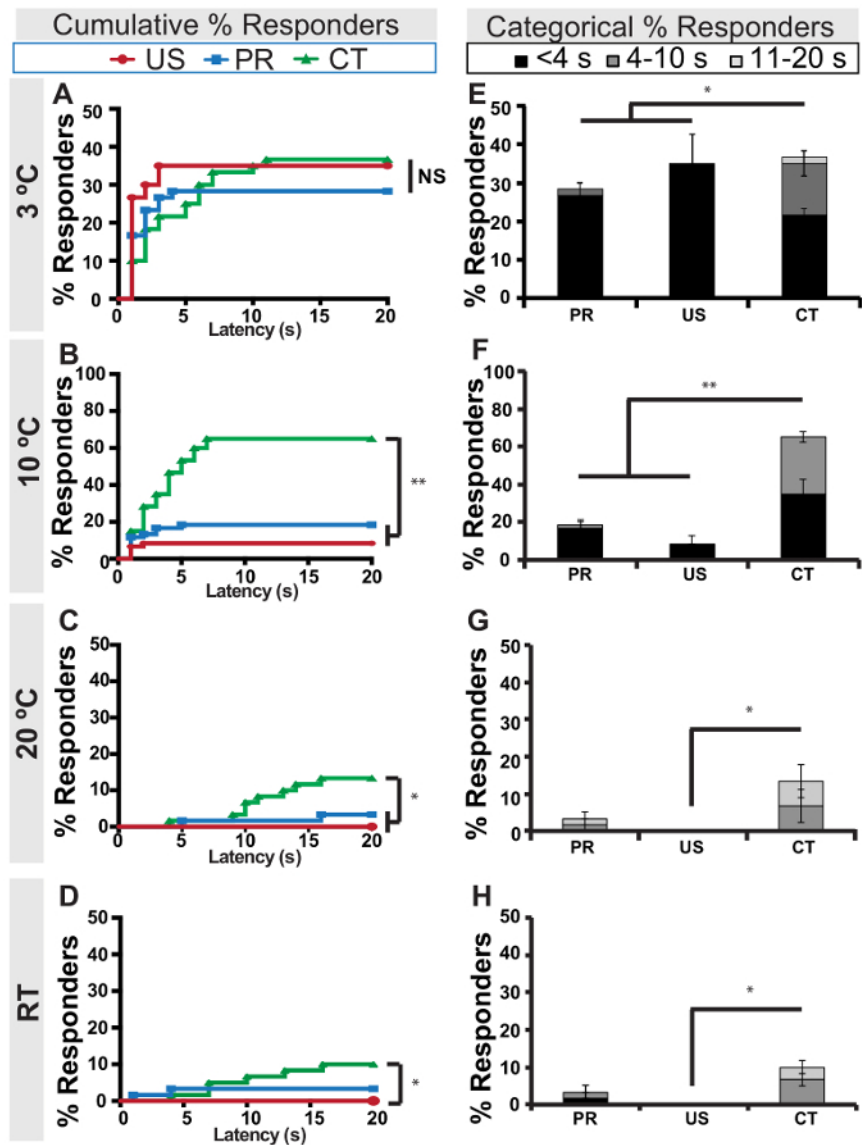 Cumulative % Responders
Categorical % Responders
US PR CT
<4 s 4-10 s 11-20 s
3 ºC
A
% Responders
50
40
30
20
10
0
0 5 10 15 20
Latency (s)
NS
E
% Responders
50
40
30
20
10
0
PR US CT
*
10 ºC
B
% Responders
100
80
60
40
20
0
0 5 10 15 20
Latency (s)
**
F
% Responders
100
80
60
40
20
0
PR US CT
**
20 ºC
C
% Responders
50
40
30
20
10
0
0 5 10 15 20
Latency (s)
*
G
% Responders
50
40
30
20
10
0
PR US CT
*
RT
D
% Responders
50
40
30
20
10
0
0 5 10 15 20
Latency (s)
*
H
% Responders
50
40
30
20
10
0
PR US CT
*